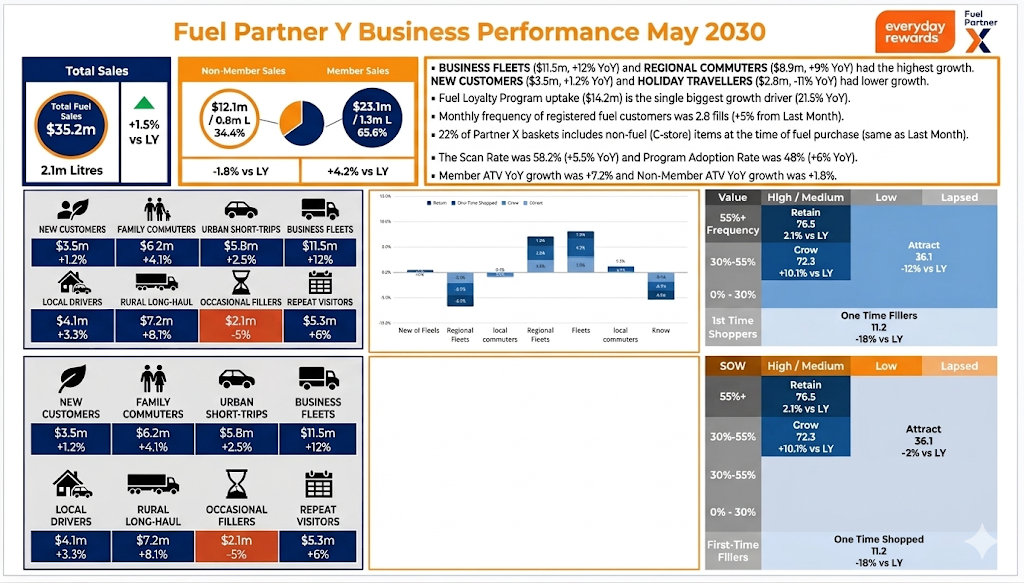 Fuel Partner Y Business Performance May 2030
everyday
rewards
Fuel
Partner
X
Total Sales
Total Fuel
Sales
$35.2m
2.1m Litres
+1.5%
vs LY
Non-Member Sales
Member Sales
$12.1m
/ 0.8m L
34.4%
$23.1m
/ 1.3m L
65.6%
-1.8% vs LY
+4.2% vs LY
▪ BUSINESS FLEETS ($11.5m, +12% YoY) and REGIONAL COMMUTERS ($8.9m, +9% YoY) had the highest growth.
NEW CUSTOMERS ($3.5m, +1.2% YoY) and HOLIDAY TRAVELLERS ($2.8m, -11% YoY) had lower growth.
▪ Fuel Loyalty Program uptake ($14.2m) is the single biggest growth driver (21.5% YoY).
▪ Monthly frequency of registered fuel customers was 2.8 fills (+5% from Last Month).
▪ 22% of Partner X baskets includes non-fuel (C-store) items at the time of fuel purchase (same as Last Month).
▪ The Scan Rate was 58.2% (+5.5% YoY) and Program Adoption Rate was 48% (+6% YoY).
▪ Member ATV YoY growth was +7.2% and Non-Member ATV YoY growth was +1.8%.
NEW CUSTOMERS FAMILY COMMUTERS URBAN SHORT-TRIPS BUSINESS FLEETS
$3.5m $6 2m $5.8m $11.5m
+1.2% +4.1% +2.5% +12%
LOCAL DRIVERS RURAL LONG-HAUL OCCASIONAL FILLERS REPEAT VISITORS
$4.1m $7.2m $2.1m $5.3m
+3.3% +8.1% -5% +6%
One-Time Shopped
New of Fleels
Regional
Fleets
local
commuters
Regional
Fleets
Fleets
local
commuters
Know
Value High / Medium Low Lapsed
55%+
Frequency
30%-55%
0% - 30%
1st Time
Shoppers
Retain
76.5
2.1% vs LY
Crow
72.3
+10.1% vs LY
Attract
36.1
-12% vs LY
One Time Fillers
11.2
-18% vs LY
NEW
CUSTOMERS
FAMILY
COMMUTERS
URBAN
SHORT-TRIPS
BUSINESS
FLEETS
$3.5m $6.2m $5.8m $11.5m
+1.2% +4.1% +2.5% +12%
LOCAL
DRIVERS
RURAL
LONG-HAUL
OCCASIONAL
FILLERS
REPEAT
VISITORS
$4.1m $7.2m $2.1m $5.3m
+3.3% +8.1% -5% +6%
SOW High / Medium Low Lapsed
55%+
30%-55%
30%-55%
0% - 30%
First-Time
Fillers
Retain
76.5
2.1% vs LY
Crow
72.3
+10.1% vs LY
Attract
36.1
-2% vs LY
One Time Shopped
11.2
-18% vs LY